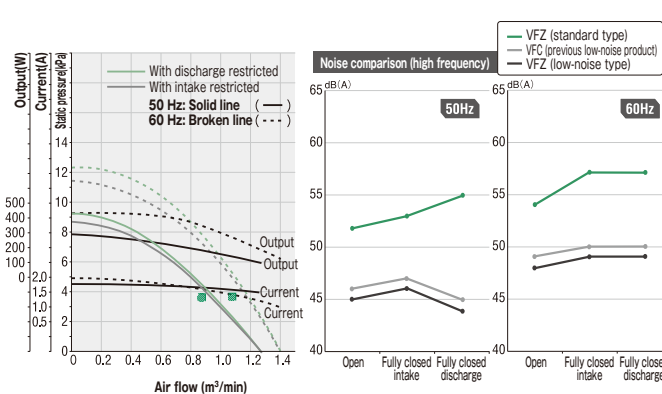 VFZ (standard type)
VFC (previous low-noise product)
VFZ (low-noise type)
Output(W)
Current(A)
Static pressure(kPa)
With discharge restricted
With intake restricted
50 Hz: Solid line ( — )
60 Hz: Broken line ( --- )
14
12
10
8
6
4
2
0
500
400
300
200
100
0
2.0
1.5
1.0
0.5
Output
Output
Current
Current
0 0.2 0.4 0.6 0.8 1.0 1.2 1.4
Air flow (m³/min)
Noise comparison (high frequency)
dB(A)
50Hz
65
60
55
50
45
40
Open
Fully closed intake
Fully closed discharge
dB(A)
60Hz
65
60
55
50
45
40
Open
Fully closed intake
Fully closed discharge